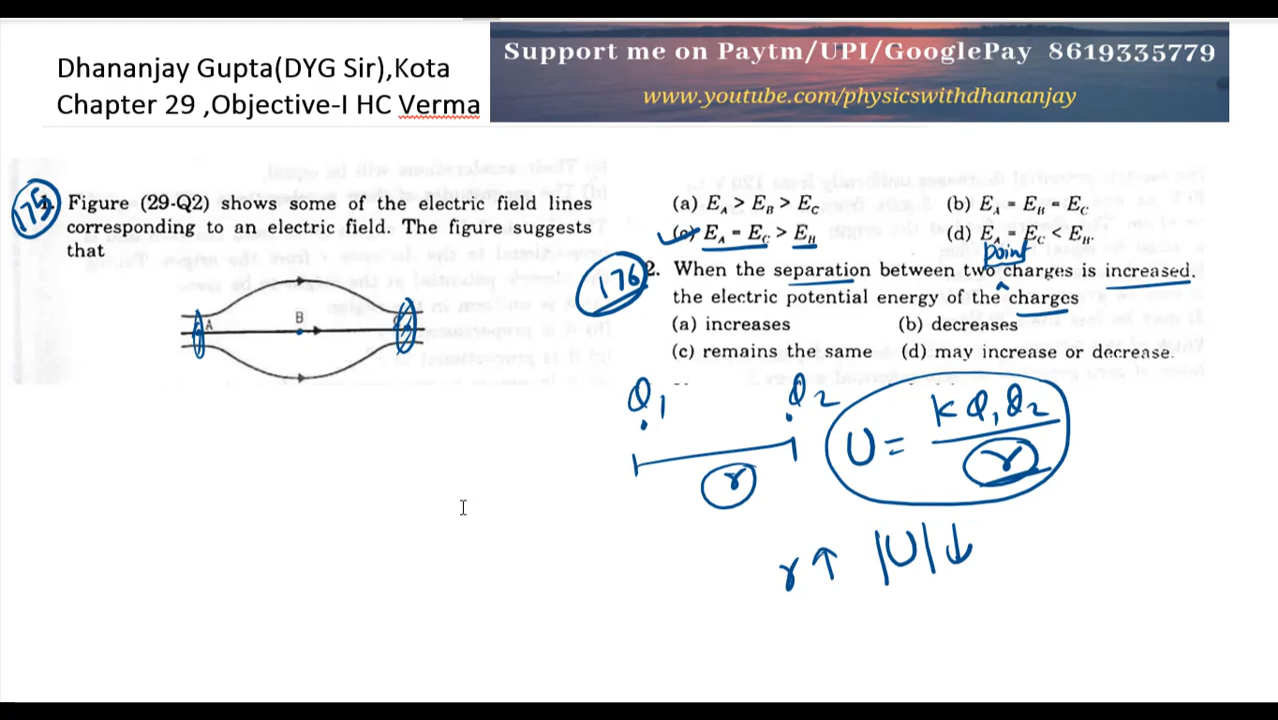 Dhananjay Gupta(DYG Sir),Kota
Chapter 29 ,Objective-I HC Verma
Support me on Paytm/UPI/GooglePay 8619335779
www.youtube.com/physicswithdhananjay
175
1. Figure (29-Q2) shows some of the electric field lines
corresponding to an electric field. The figure suggests
that
A
B
(a) E_A > E_B > E_C
(b) E_A = E_B = E_C
(c) E_A = E_C > E_B
(d) E_A = E_C < E_B.
176
point
2. When the separation between two charges is increased,
the electric potential energy of the charges
(a) increases
(b) decreases
(c) remains the same
(d) may increase or decrease.
Q1
Q2
r
U = K Q1 Q2 / r
r ↑ |U| ↓